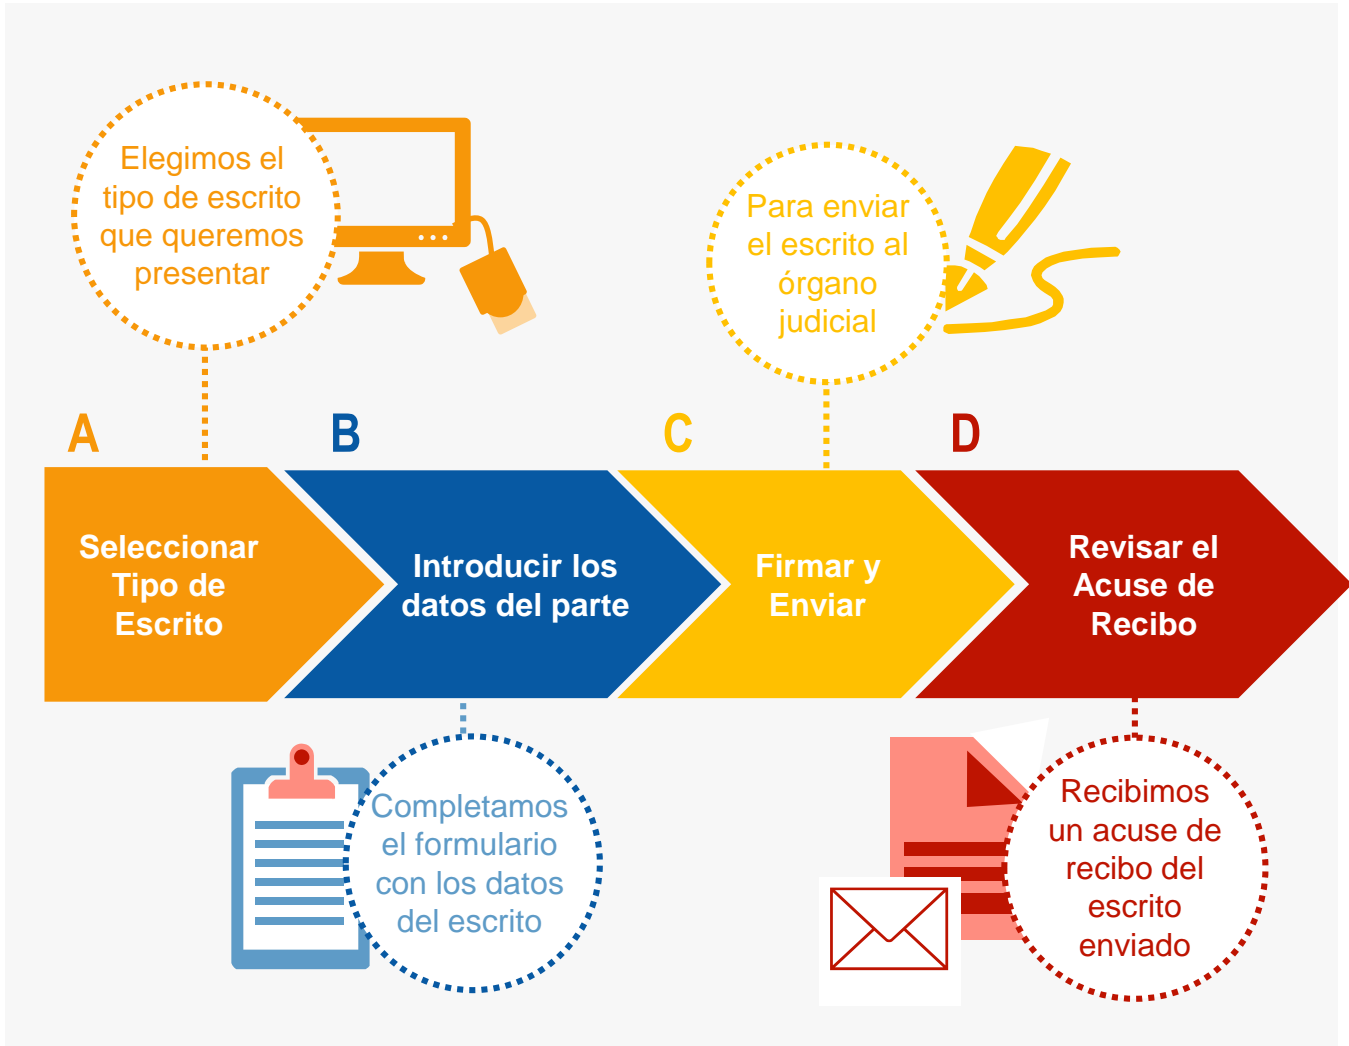 Elegimos el
tipo de escrito
que queremos
presentar
Para enviar
el escrito al
órgano
judicial
A
B
C
D
Seleccionar
Tipo de
Escrito
Introducir los
datos del parte
Firmar y
Enviar
Revisar el
Acuse de
Recibo
Completamos
el formulario
con los datos
del escrito
Recibimos
un acuse de
recibo del
escrito
enviado